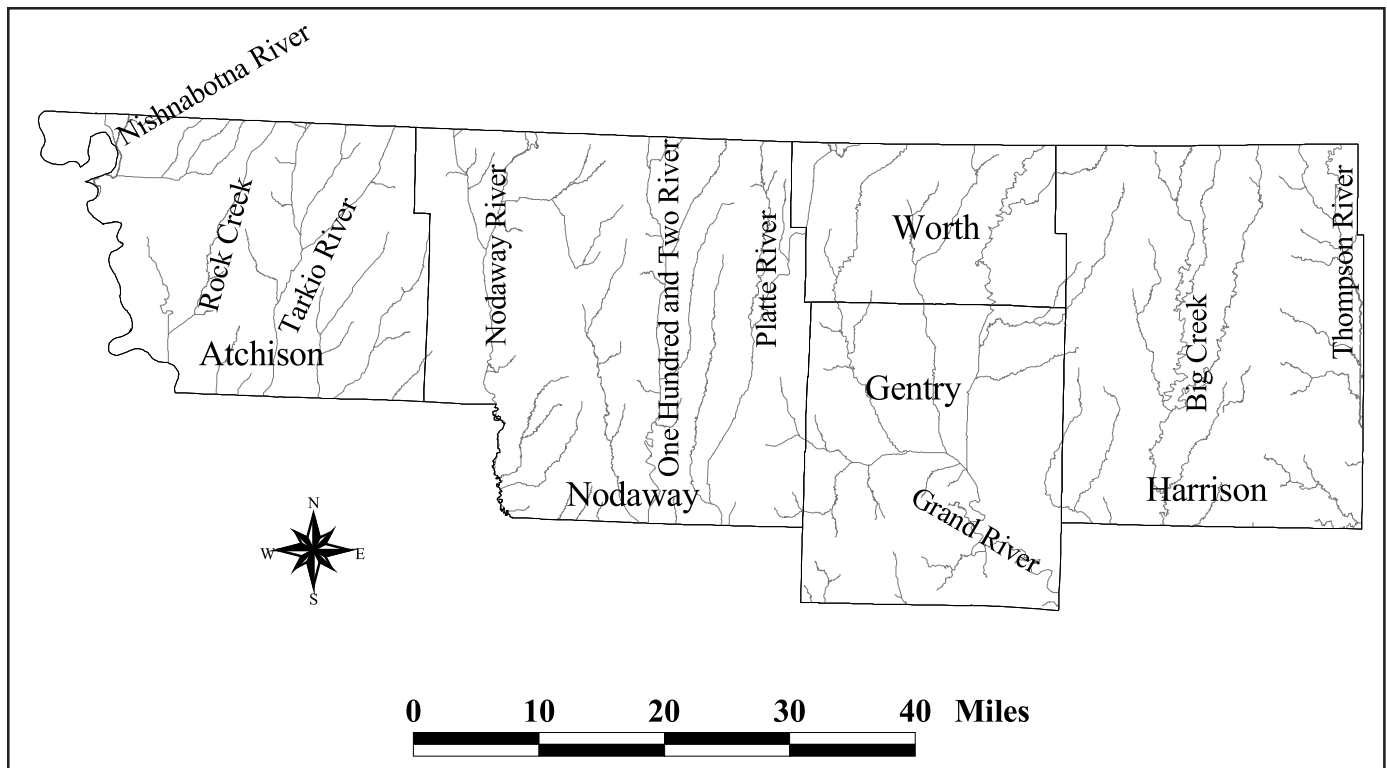 Nishnabotna River
Rock Creek
Tarkio River
Atchison
Nodaway River
One Hundred and Two River
Platte River
Nodaway
Worth
Gentry
Grand River
Big Creek
Thompson River
Harrison
N
W E
S
0 10 20 30 40 Miles